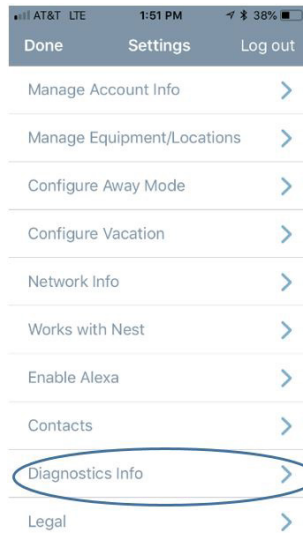 AT&T LTE 1:51 PM 38%
Done Settings Log out
Manage Account Info
Manage Equipment/Locations
Configure Away Mode
Configure Vacation
Network Info
Works with Nest
Enable Alexa
Contacts
Diagnostics Info
Legal